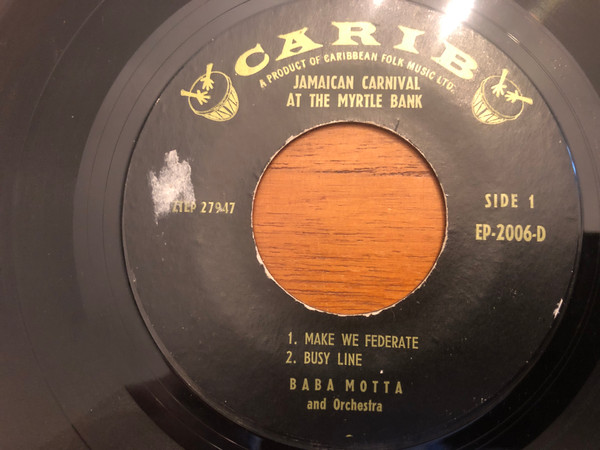 CARIB
A PRODUCT OF CARIBBEAN FOLK MUSIC LTD.
JAMAICAN CARNIVAL
AT THE MYRTLE BANK
27947
SIDE 1
EP-2006-D
1. MAKE WE FEDERATE
2. BUSY LINE
BABA MOTTA
and Orchestra